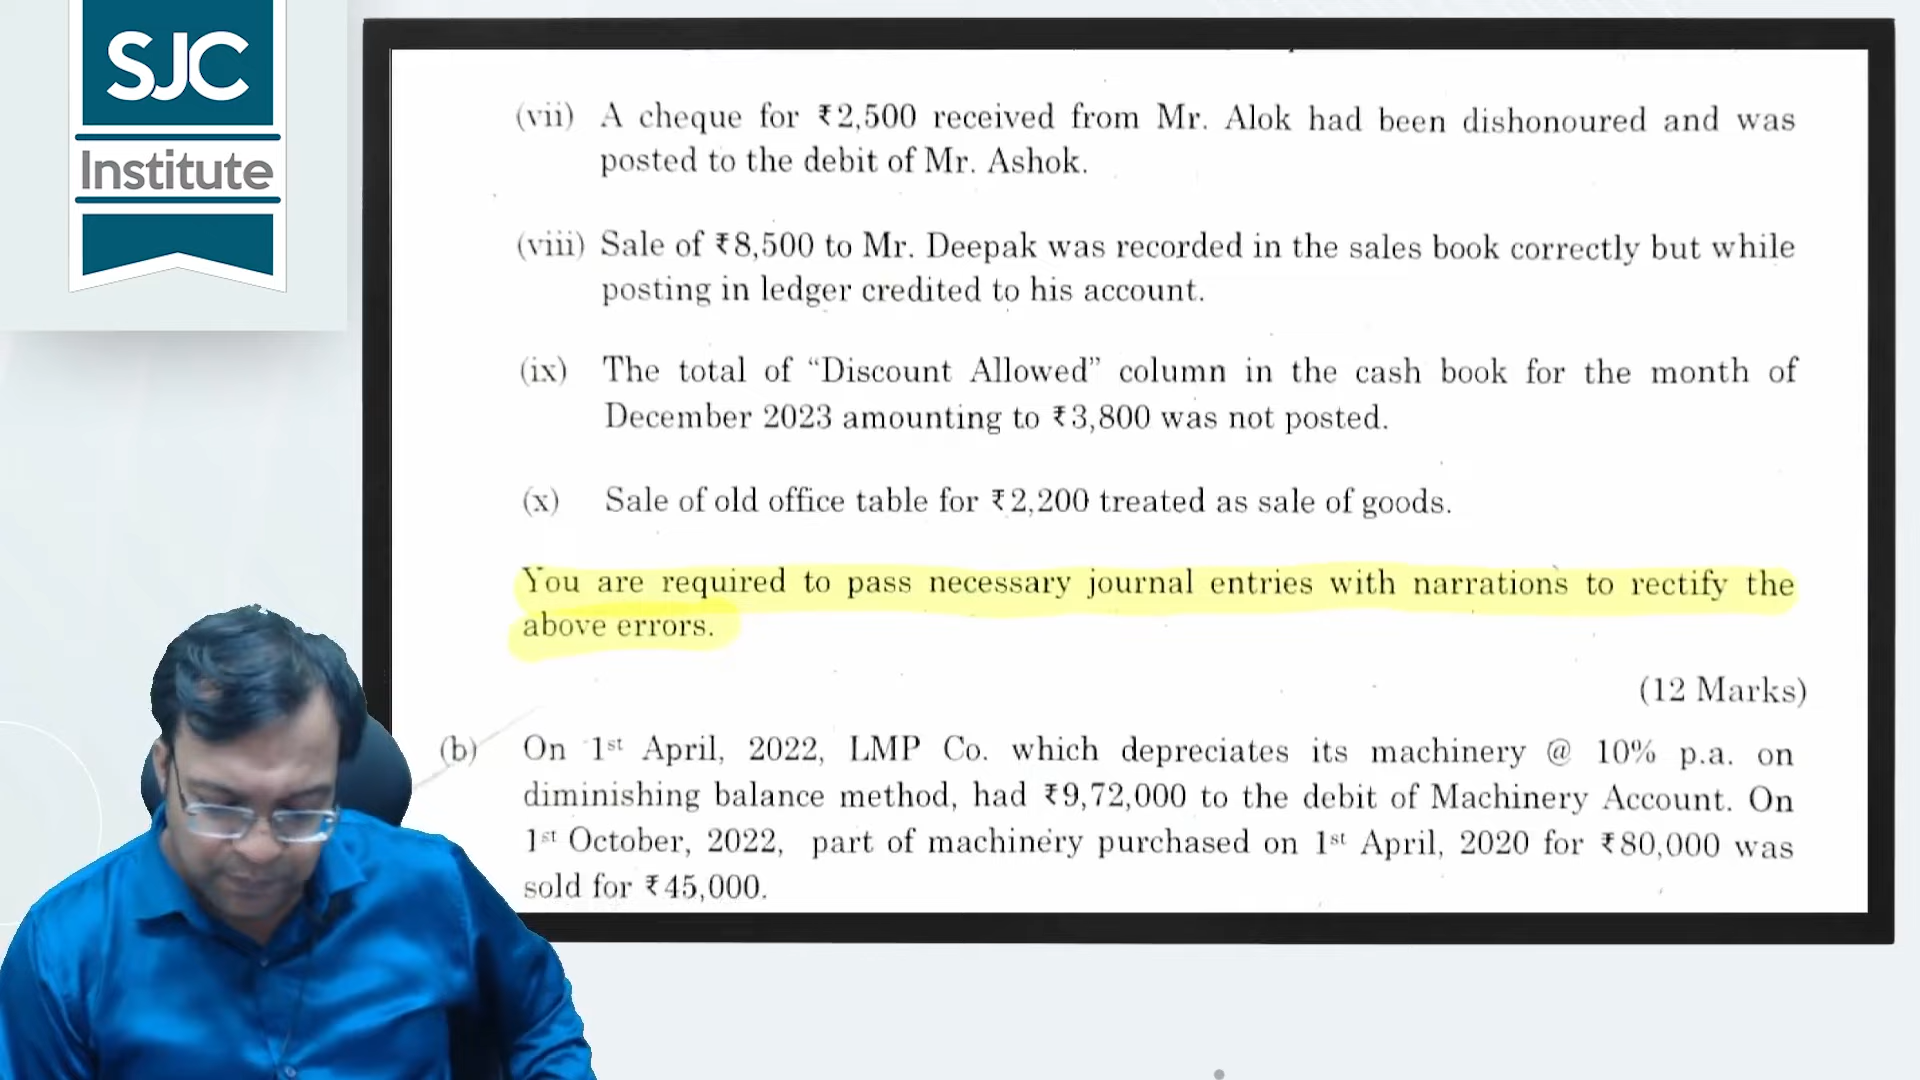 SJC
Institute
(vii) A cheque for ₹2,500 received from Mr. Alok had been dishonoured and was
posted to the debit of Mr. Ashok.
(viii) Sale of ₹8,500 to Mr. Deepak was recorded in the sales book correctly but while
posting in ledger credited to his account.
(ix) The total of “Discount Allowed” column in the cash book for the month of
December 2023 amounting to ₹3,800 was not posted.
(x) Sale of old office table for ₹2,200 treated as sale of goods.
You are required to pass necessary journal entries with narrations to rectify the
above errors.
(12 Marks)
(b) On 1st April, 2022, LMP Co. which depreciates its machinery @ 10% p.a. on
diminishing balance method, had ₹9,72,000 to the debit of Machinery Account. On
1st October, 2022, part of machinery purchased on 1st April, 2020 for ₹80,000 was
sold for ₹45,000.